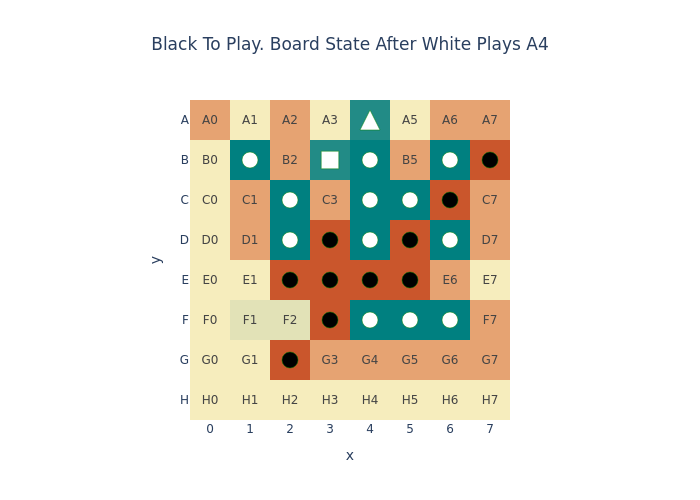 Black To Play. Board State After White Plays A4
A A0 A1 A2 A3 A5 A6 A7
B B0 B2 B5
C C0 C1 C3 C7
D D0 D1 D7
E E0 E1 E6 E7
F F0 F1 F2 F7
G G0 G1 G3 G4 G5 G6 G7
H H0 H1 H2 H3 H4 H5 H6 H7
0 1 2 3 4 5 6 7
x
y